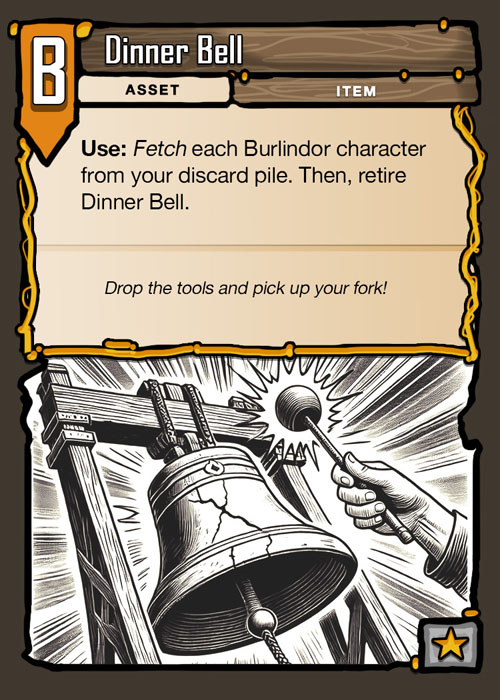 B
Dinner Bell
ASSET
ITEM
Use: Fetch each Burlindor character
from your discard pile. Then, retire
Dinner Bell.
Drop the tools and pick up your fork!